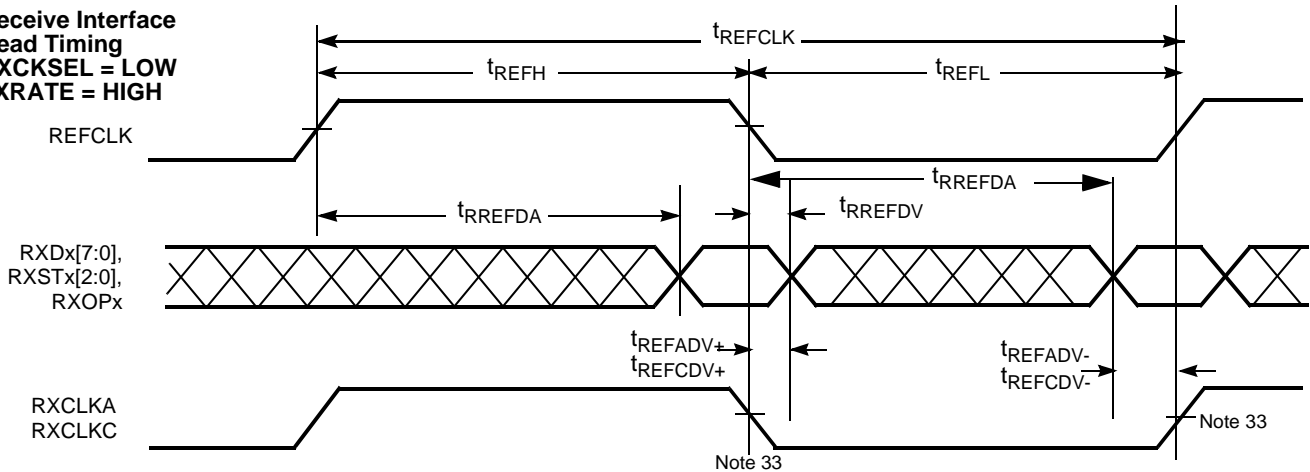 eceive Interface
ead Timing
XCKSEL = LOW
XRATE = HIGH
tREFCLK
tREFH
tREFL
REFCLK
tRREFDA
tRREFDA
tRREFDV
RXDx[7:0],
RXSTx[2:0],
RXOPx
tREFADV+
tREFCDV+
tREFADV-
tREFCDV-
RXCLKA
RXCLKC
Note 33
Note 33